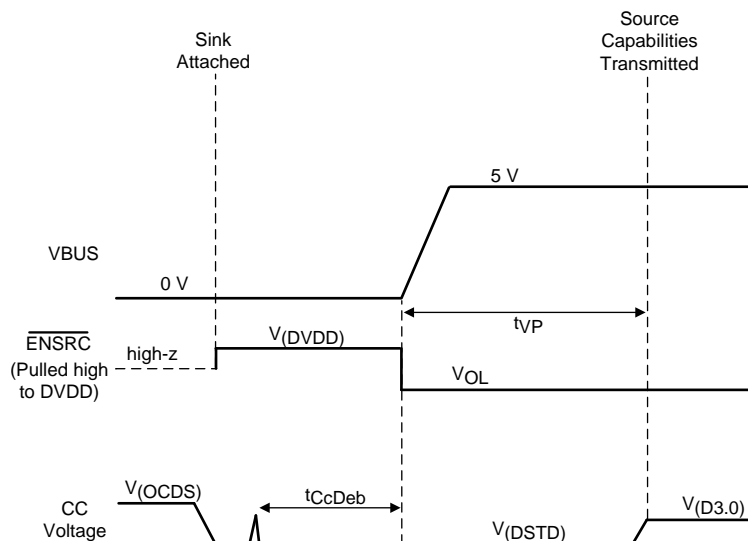 Sink
Attached
Source
Capabilities
Transmitted
5 V
VBUS
0 V
tVP
ENSRC
(Pulled high
to DVDD)
high-z
V(DVDD)
VOL
CC
Voltage
V(OCDS)
tCcDeb
V(DSTD)
V(D3.0)